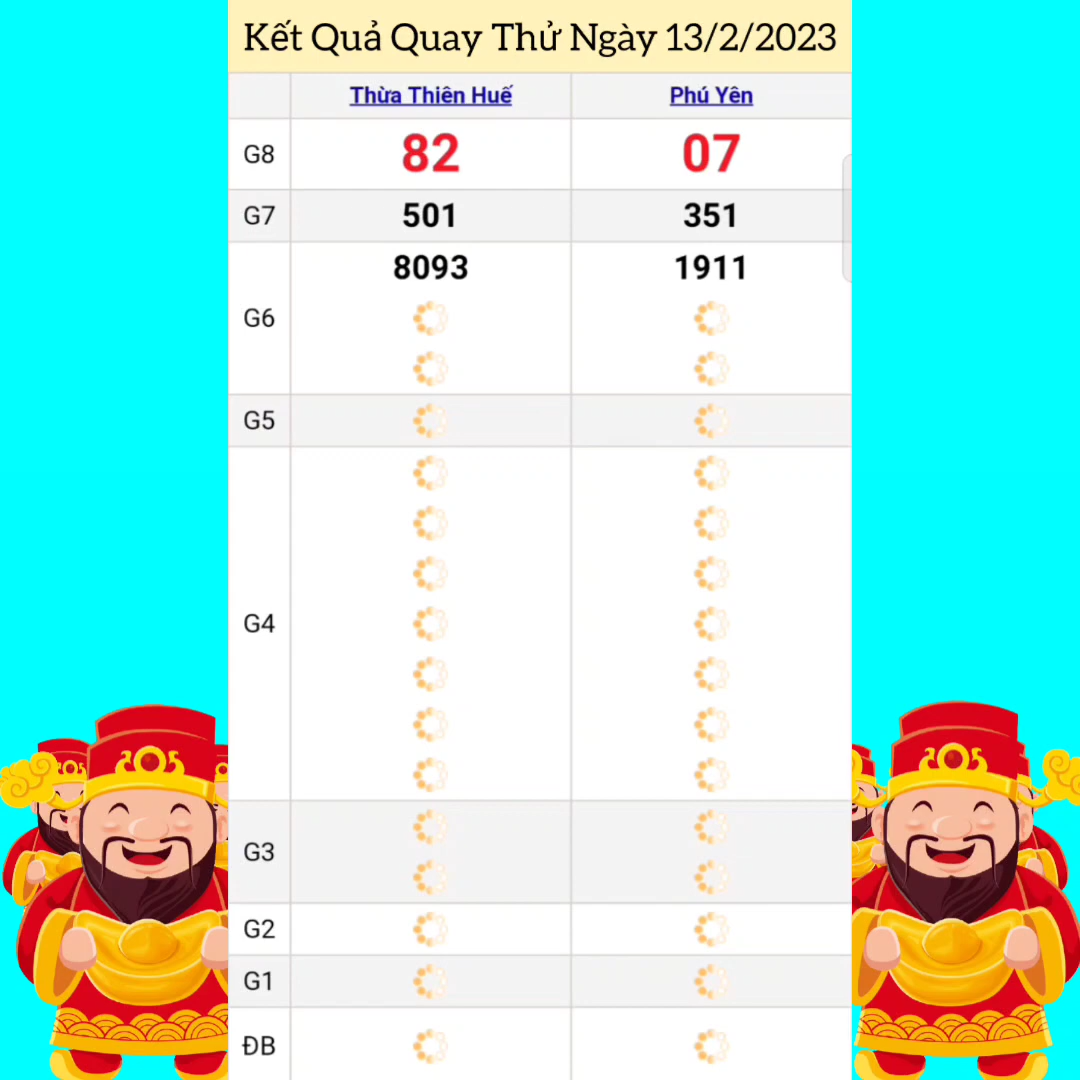 Kết Quả Quay Thử Ngày 13/2/2023
Thừa Thiên Huế Phú Yên
G8 82 07
G7 501 351
8093 1911
G6
G5
G4
G3
G2
G1
ĐB